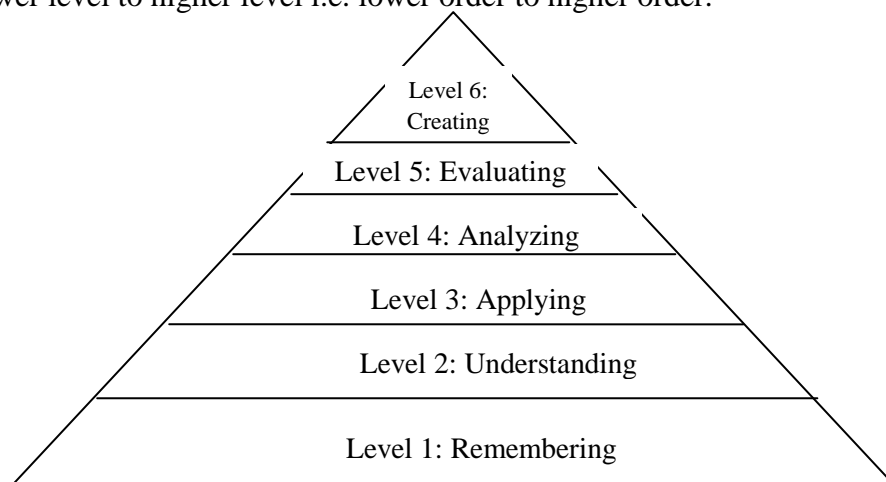 level to higher level i.e. lower order to higher order.
Level 6:
Creating
Level 5: Evaluating
Level 4: Analyzing
Level 3: Applying
Level 2: Understanding
Level 1: Remembering